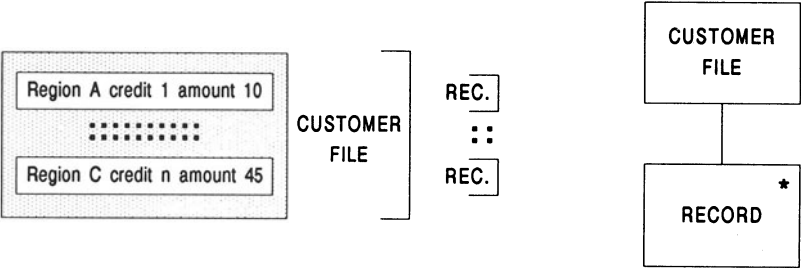 Region A credit 1 amount 10
Region C credit n amount 45
CUSTOMER
FILE
REC.
REC.
CUSTOMER
FILE
*
RECORD